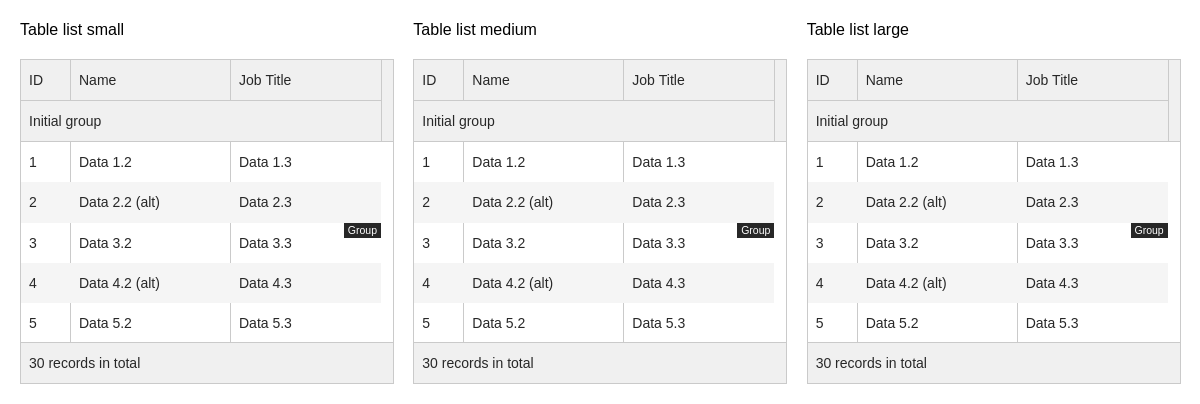 Table list small
ID Name Job Title
Initial group
1 Data 1.2 Data 1.3
2 Data 2.2 (alt) Data 2.3
Group
3 Data 3.2 Data 3.3
4 Data 4.2 (alt) Data 4.3
5 Data 5.2 Data 5.3
30 records in total
Table list medium
ID Name Job Title
Initial group
1 Data 1.2 Data 1.3
2 Data 2.2 (alt) Data 2.3
Group
3 Data 3.2 Data 3.3
4 Data 4.2 (alt) Data 4.3
5 Data 5.2 Data 5.3
30 records in total
Table list large
ID Name Job Title
Initial group
1 Data 1.2 Data 1.3
2 Data 2.2 (alt) Data 2.3
Group
3 Data 3.2 Data 3.3
4 Data 4.2 (alt) Data 4.3
5 Data 5.2 Data 5.3
30 records in total